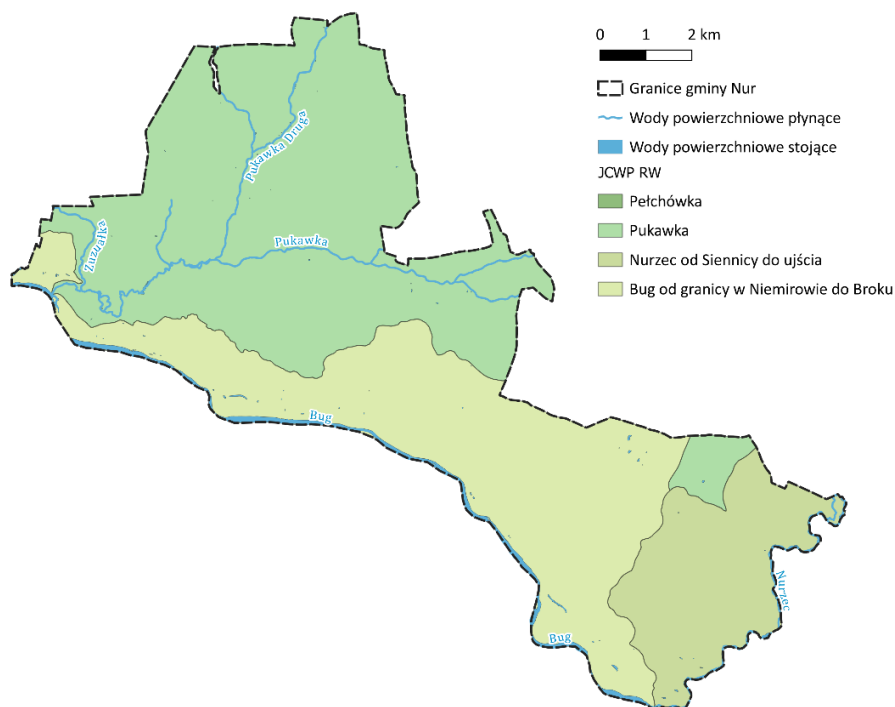 0 1 2 km
Granice gminy Nur
Wody powierzchniowe płynące
Wody powierzchniowe stojące
JCWP RW
Pełchówka
Pukawka
Nurzec od Siennicy do ujścia
Bug od granicy w Niemirowie do Broku
Pukawka Druga
Zuzułka
Pukawka
Bug
Bug
Nurzec